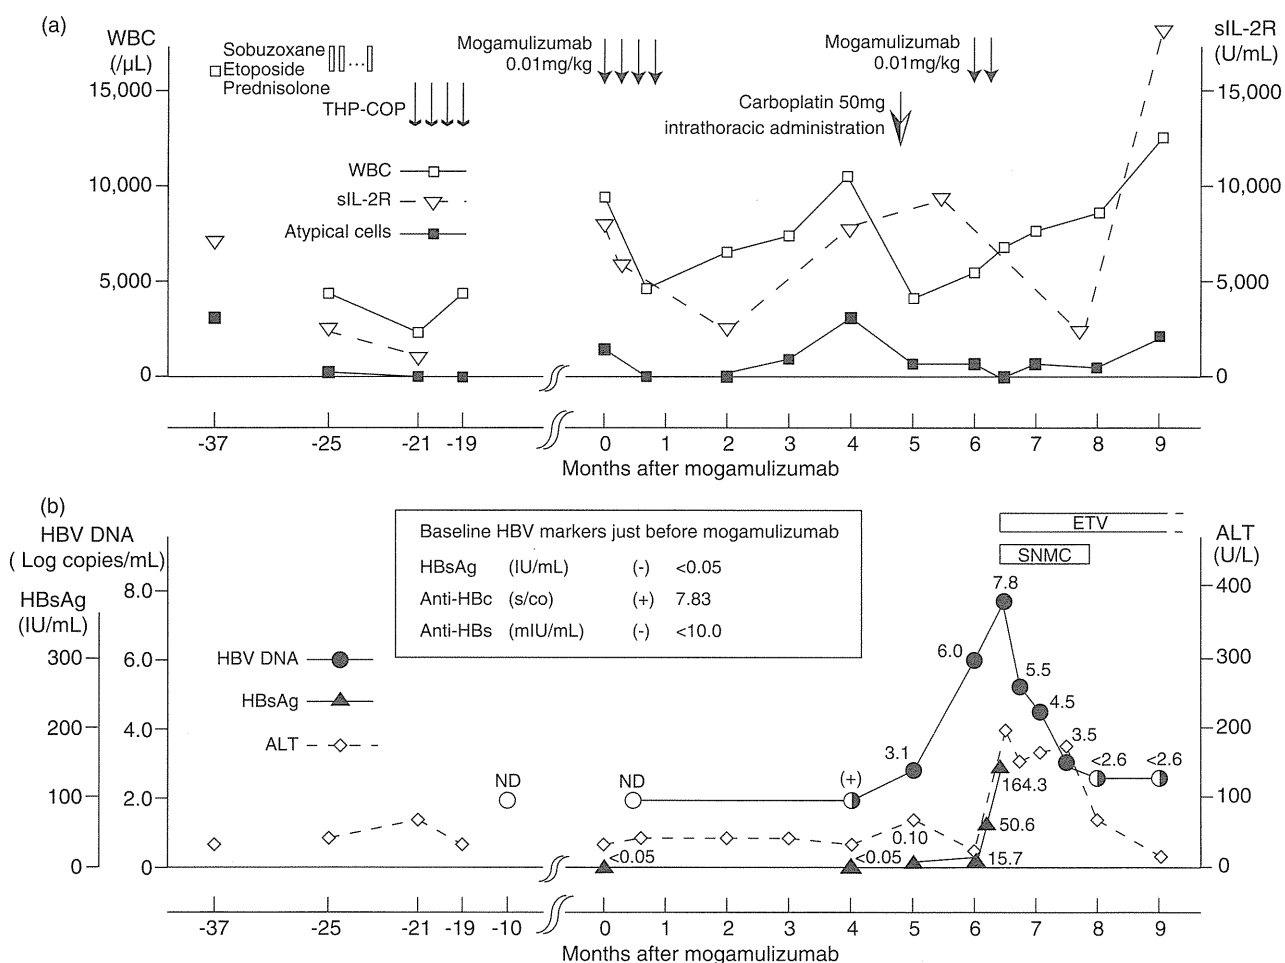 (a)
WBC
(/µL)
Sobuzoxane
Etoposide
Prednisolone
...
THP-COP
Mogamulizumab
0.01mg/kg
Mogamulizumab
0.01mg/kg
Carboplatin 50mg
intrathoracic administration
sIL-2R
(U/mL)
WBC
sIL-2R
Atypical cells
15,000
10,000
5,000
0
15,000
10,000
5,000
0
-37 -25 -21 -19 0 1 2 3 4 5 6 7 8 9
Months after mogamulizumab
(b)
HBV DNA
( Log copies/mL)
HBsAg
(IU/mL)
8.0
6.0
4.0
2.0
0
300
200
100
0
Baseline HBV markers just before mogamulizumab
HBsAg (IU/mL) (-) <0.05
Anti-HBc (s/co) (+) 7.83
Anti-HBs (mIU/mL) (-) <10.0
ETV
SNMC
ALT
(U/L)
400
300
200
100
0
HBV DNA
HBsAg
ALT
ND
ND
(+)
3.1
6.0
7.8
5.5
4.5
3.5
<2.6
<2.6
<0.05
<0.05
0.10
15.7
50.6
164.3
-37 -25 -21 -19 -10 0 1 2 3 4 5 6 7 8 9
Months after mogamulizumab